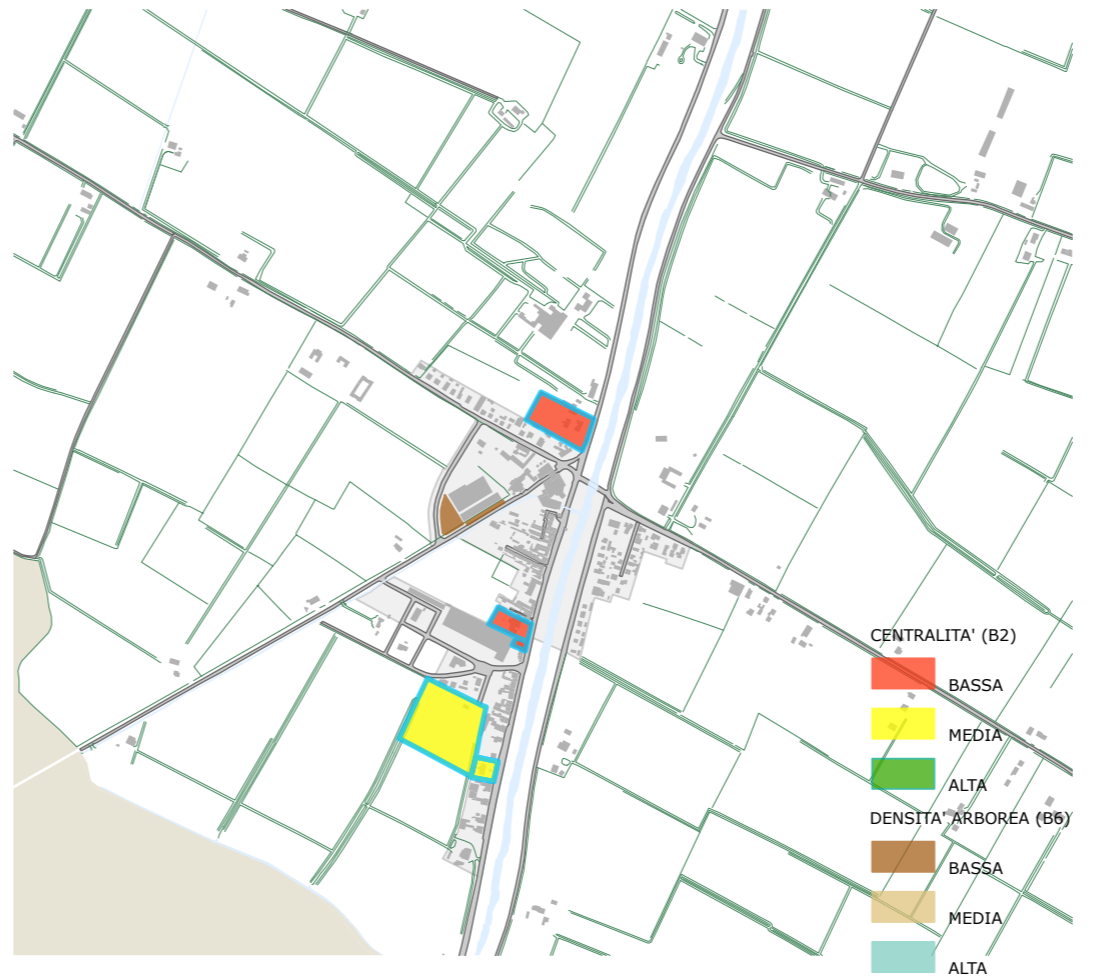 CENTRALITA' (B2)
BASSA
MEDIA
ALTA
DENSITA' ARBOREA (B6)
BASSA
MEDIA
ALTA